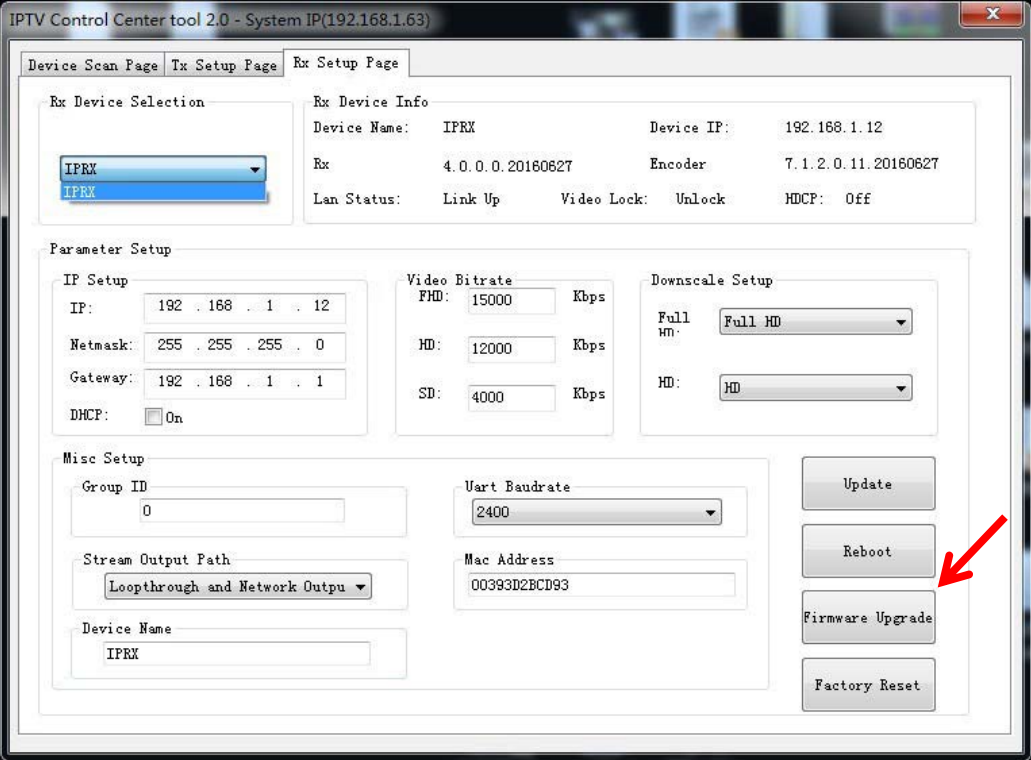 IPTV Control Center tool 2.0 - System IP(192.168.1.63)
Device Scan Page Tx Setup Page Rx Setup Page
Rx Device Selection
IPRX
IPRX
Rx Device Info
Device Name: IPRX Device IP: 192.168.1.12
Rx 4.0.0.0.20160627 Encoder 7.1.2.0.11.20160627
Lan Status: Link Up Video Lock: Unlock HDCP: Off
Parameter Setup
IP Setup
IP: 192 . 168 . 1 . 12
Netmask: 255 . 255 . 255 . 0
Gateway: 192 . 168 . 1 . 1
DHCP: On
Video Bitrate
FHD: 15000 Kbps
HD: 12000 Kbps
SD: 4000 Kbps
Downscale Setup
Full
HD:
Full HD
HD: HD
Misc Setup
Group ID
0
Uart Baudrate
2400
Stream Output Path
Loopthrough and Network Outpu
Mac Address
00393D2BCD93
Device Name
IPRX
Update
Reboot
Firmware Upgrade
Factory Reset